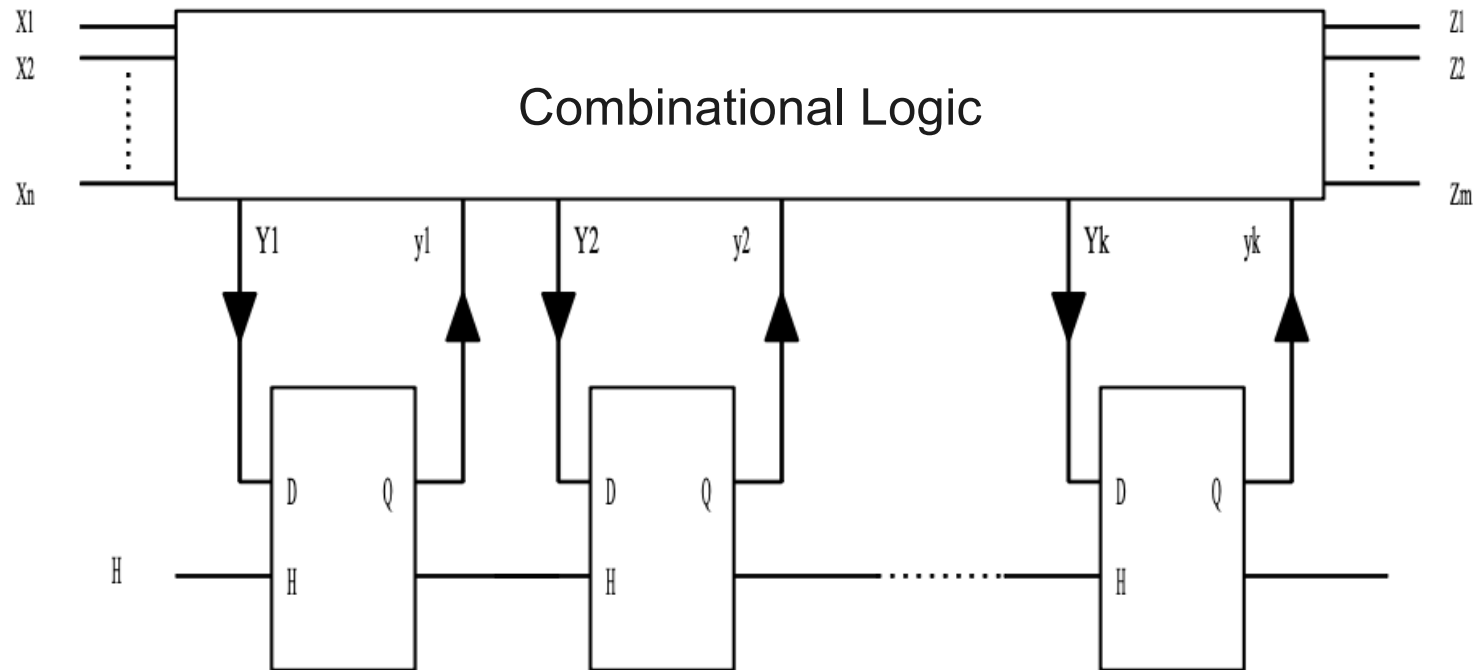 X1 Z1
X2 Z2
Combinational Logic
Xn Zm
Y1 y1 Y2 y2 Yk yk
D Q D Q D Q
H H H H